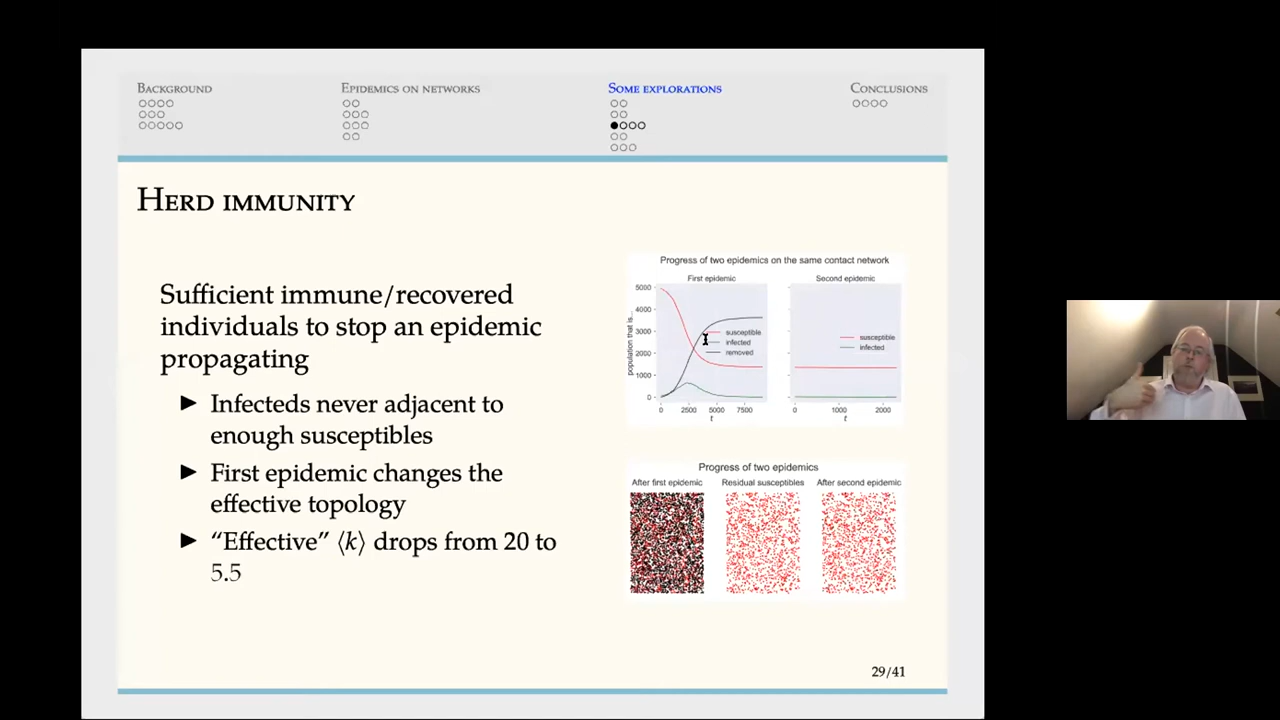 BACKGROUND
EPIDEMICS ON NETWORKS
SOME EXPLORATIONS
CONCLUSIONS
HERD IMMUNITY
Sufficient immune/recovered
individuals to stop an epidemic
propagating
▶ Infecteds never adjacent to
enough susceptibles
▶ First epidemic changes the
effective topology
▶ “Effective” ⟨k⟩ drops from 20 to
5.5
Progress of two epidemics on the same contact network
First epidemic
Second epidemic
population that is...
5000
4000
3000
2000
1000
0
susceptible
infected
removed
0 2500 5000 7500
t
susceptible
infected
0 1000 2000
t
Progress of two epidemics
After first epidemic
Residual susceptibles
After second epidemic
29/41